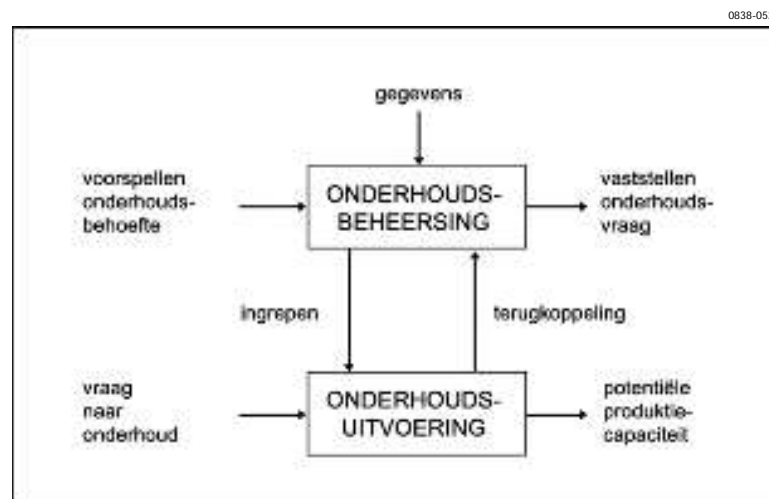 0838-05
gegevens
voorspellen
onderhouds-
behoefte
ONDERHOUDS-
BEHEERSING
vaststellen
onderhouds-
vraag
ingrepen
terugkoppeling
vraag
naar
onderhoud
ONDERHOUDS-
UITVOERING
potentiële
produktie-
capaciteit